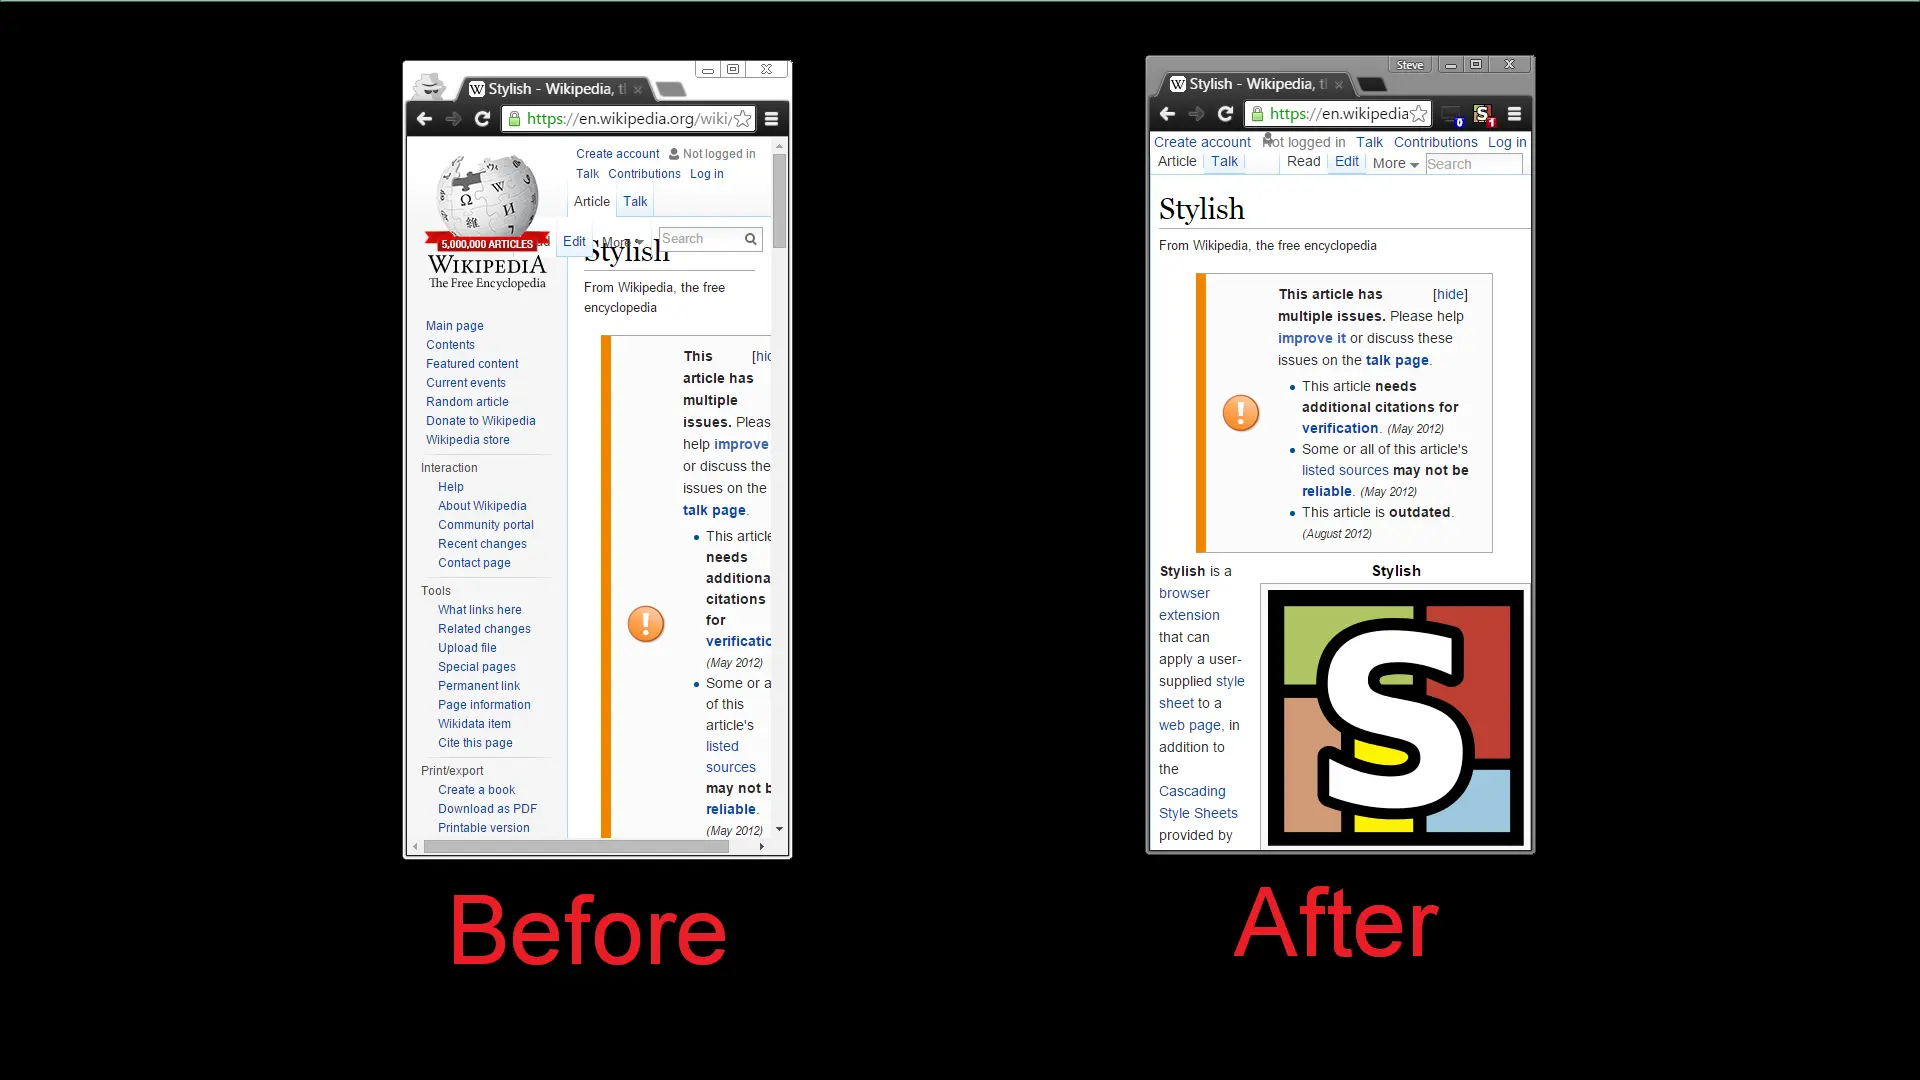 Stylish - Wikipedia, t
https://en.wikipedia.org/wiki/
Create account Not logged in
Talk Contributions Log in
Article Talk
Edit More Search
5,000,000 ARTICLES
WIKIPEDIA
The Free Encyclopedia
Main page
Contents
Featured content
Current events
Random article
Donate to Wikipedia
Wikipedia store
Interaction
Help
About Wikipedia
Community portal
Recent changes
Contact page
Tools
What links here
Related changes
Upload file
Special pages
Permanent link
Page information
Wikidata item
Cite this page
Print/export
Create a book
Download as PDF
Printable version
Stylish
From Wikipedia, the free
encyclopedia
This [hid
article has
multiple
issues. Pleas
help improve
or discuss the
issues on the
talk page.
This article
needs
additiona
citations
for
verificatio
(May 2012)
Some or a
of this
article's
listed
sources
may not b
reliable.
(May 2012)
Before
Steve
Stylish - Wikipedia, t
https://en.wikipedia
0 S 1
Create account Not logged in Talk Contributions Log in
Article Talk Read Edit More Search
Stylish
From Wikipedia, the free encyclopedia
This article has [hide]
multiple issues. Please help
improve it or discuss these
issues on the talk page.
This article needs
additional citations for
verification. (May 2012)
Some or all of this article's
listed sources may not be
reliable. (May 2012)
This article is outdated.
(August 2012)
Stylish is a
browser
extension
that can
apply a user-
supplied style
sheet to a
web page, in
addition to
the
Cascading
Style Sheets
provided by
Stylish
S
After